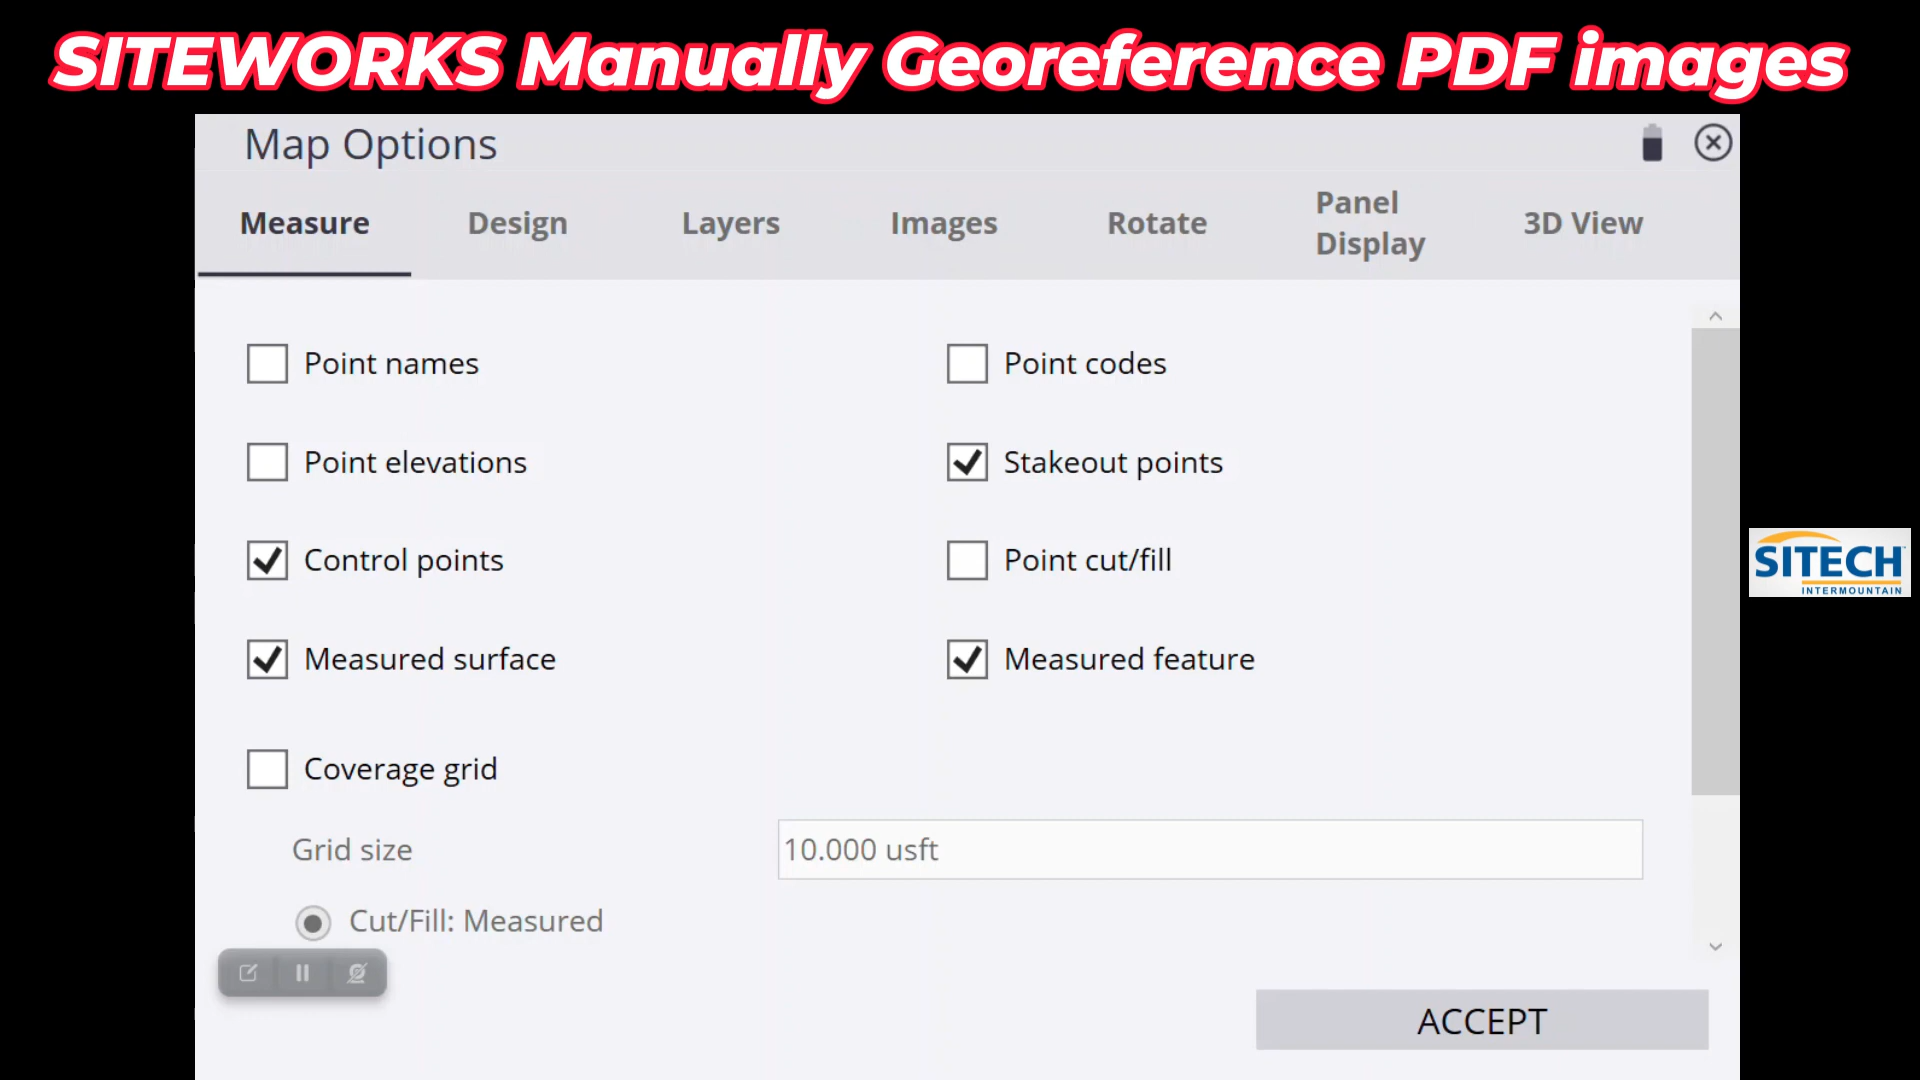 SITEWORKS Manually Georeference PDF images
Map Options
Measure
Design
Layers
Images
Rotate
Panel
Display
3D View
Point names
Point codes
Point elevations
Stakeout points
Control points
Point cut/fill
Measured surface
Measured feature
Coverage grid
Grid size
10.000 usft
Cut/Fill: Measured
ACCEPT
SITECH
INTERMOUNTAIN